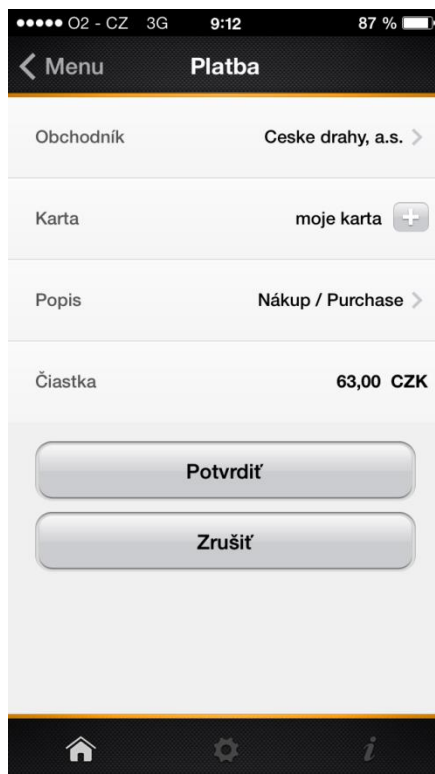 O2 - CZ 3G 9:12 87 %
Menu Platba
Obchodník Ceske drahy, a.s.
Karta moje karta
Popis Nákup / Purchase
Čiastka 63,00 CZK
Potvrdiť
Zrušiť